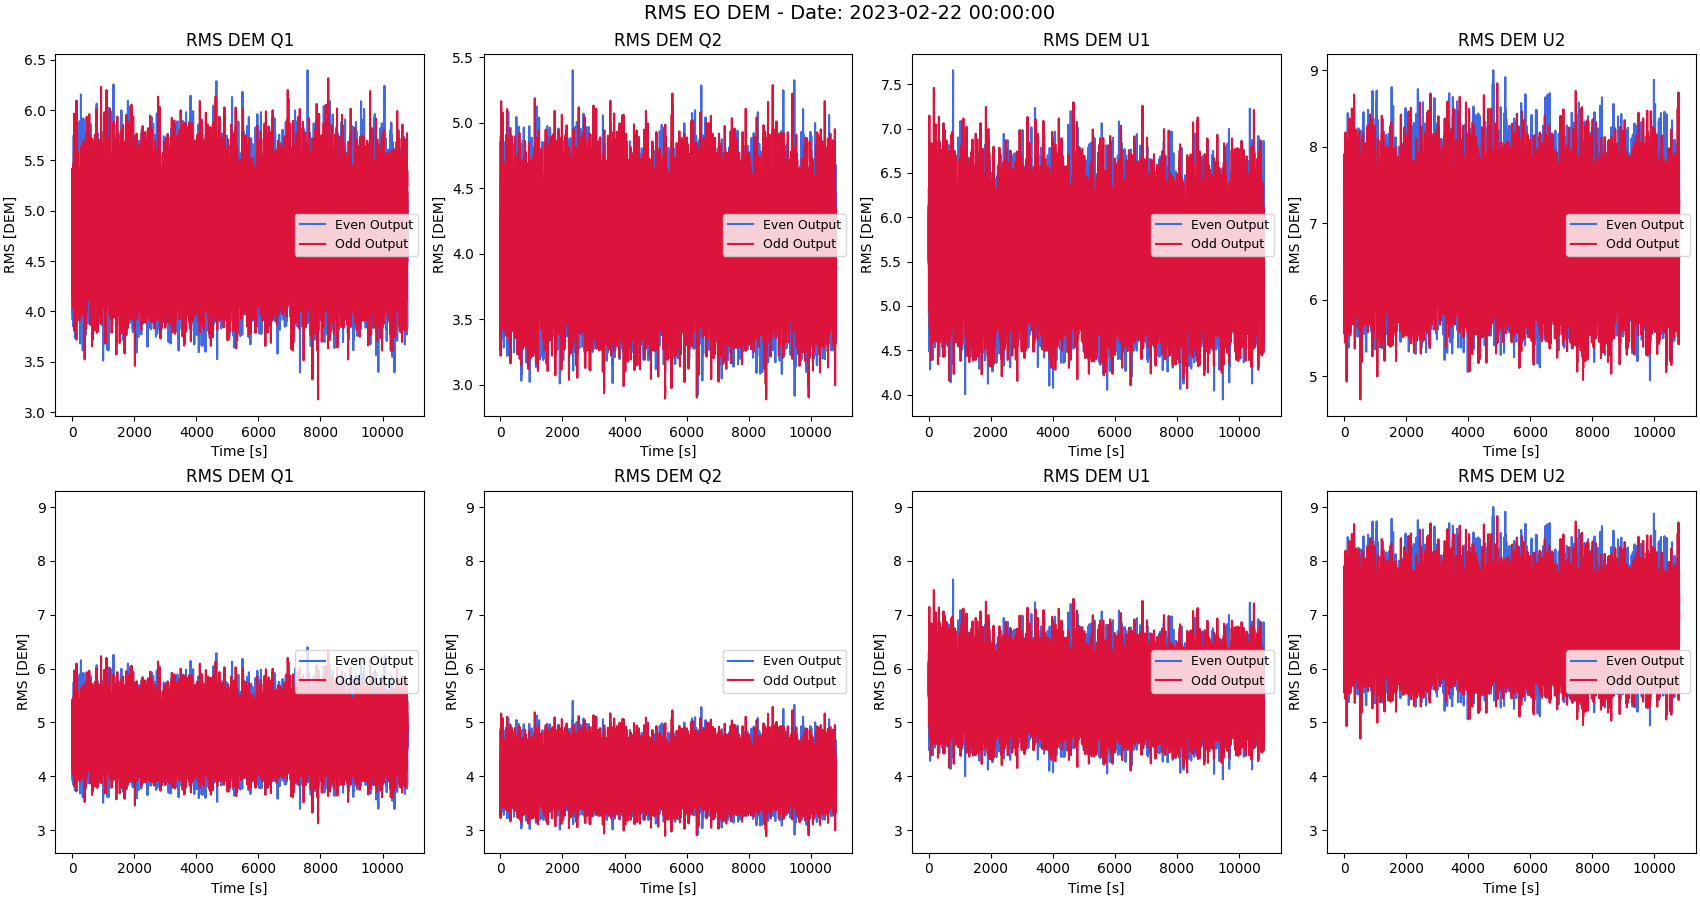 RMS EO DEM - Date: 2023-02-22 00:00:00
RMS DEM Q1
RMS [DEM]
6.5
6.0
5.5
5.0
4.5
4.0
3.5
3.0
Even Output
Odd Output
0 2000 4000 6000 8000 10000
Time [s]
RMS DEM Q2
RMS [DEM]
5.5
5.0
4.5
4.0
3.5
3.0
Even Output
Odd Output
0 2000 4000 6000 8000 10000
Time [s]
RMS DEM U1
RMS [DEM]
7.5
7.0
6.5
6.0
5.5
5.0
4.5
4.0
Even Output
Odd Output
0 2000 4000 6000 8000 10000
Time [s]
RMS DEM U2
RMS [DEM]
9
8
7
6
5
Even Output
Odd Output
0 2000 4000 6000 8000 10000
Time [s]
RMS DEM Q1
RMS [DEM]
9
8
7
6
5
4
3
Even Output
Odd Output
0 2000 4000 6000 8000 10000
Time [s]
RMS DEM Q2
RMS [DEM]
9
8
7
6
5
4
3
Even Output
Odd Output
0 2000 4000 6000 8000 10000
Time [s]
RMS DEM U1
RMS [DEM]
9
8
7
6
5
4
3
Even Output
Odd Output
0 2000 4000 6000 8000 10000
Time [s]
RMS DEM U2
RMS [DEM]
9
8
7
6
5
4
3
Even Output
Odd Output
0 2000 4000 6000 8000 10000
Time [s]